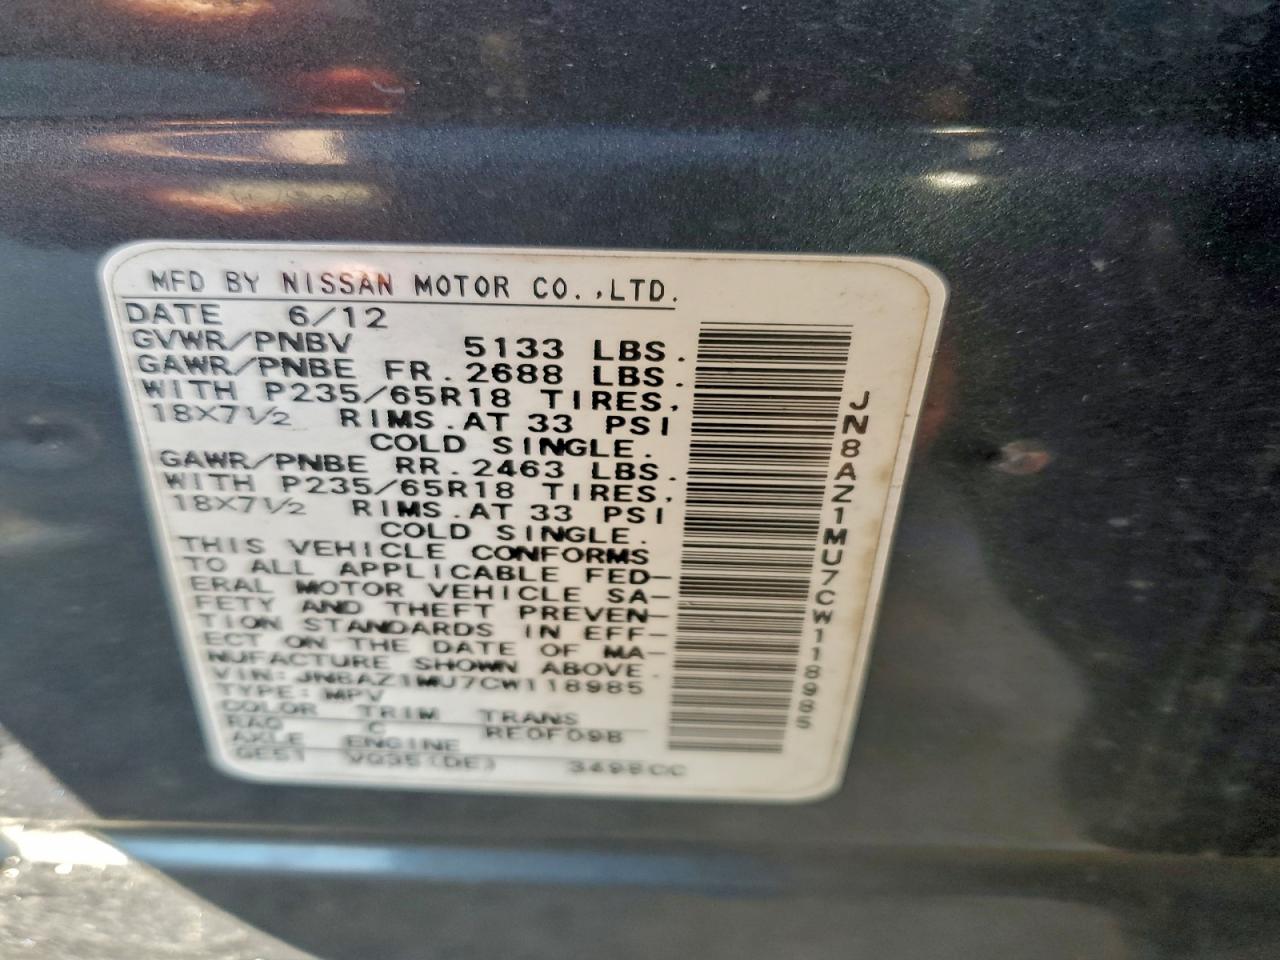 MFD BY NISSAN MOTOR CO.,LTD.
DATE 6/12
GVWR/PNBV 5133 LBS.
GAWR/PNBE FR. 2688 LBS.
WITH P235/65R18 TIRES,
18X7½ RIMS.AT 33 PSI
COLD SINGLE.
GAWR/PNBE RR. 2463 LBS.
WITH P235/65R18 TIRES,
18X7½ RIMS.AT 33 PSI
COLD SINGLE.
THIS VEHICLE CONFORMS
TO ALL APPLICABLE FED-
ERAL MOTOR VEHICLE SA-
FETY AND THEFT PREVEN-
TION STANDARDS IN EFF-
ECT ON THE DATE OF MA-
NUFACTURE SHOWN ABOVE.
VIN: JN8AZ1MU7CW118985
TYPE: MPV
COLOR TRIM TRANS
C RE0F09B
AXLE ENGINE
GE51 VQ35(DE) 3498CC
JN8AZ1MU7CW118985